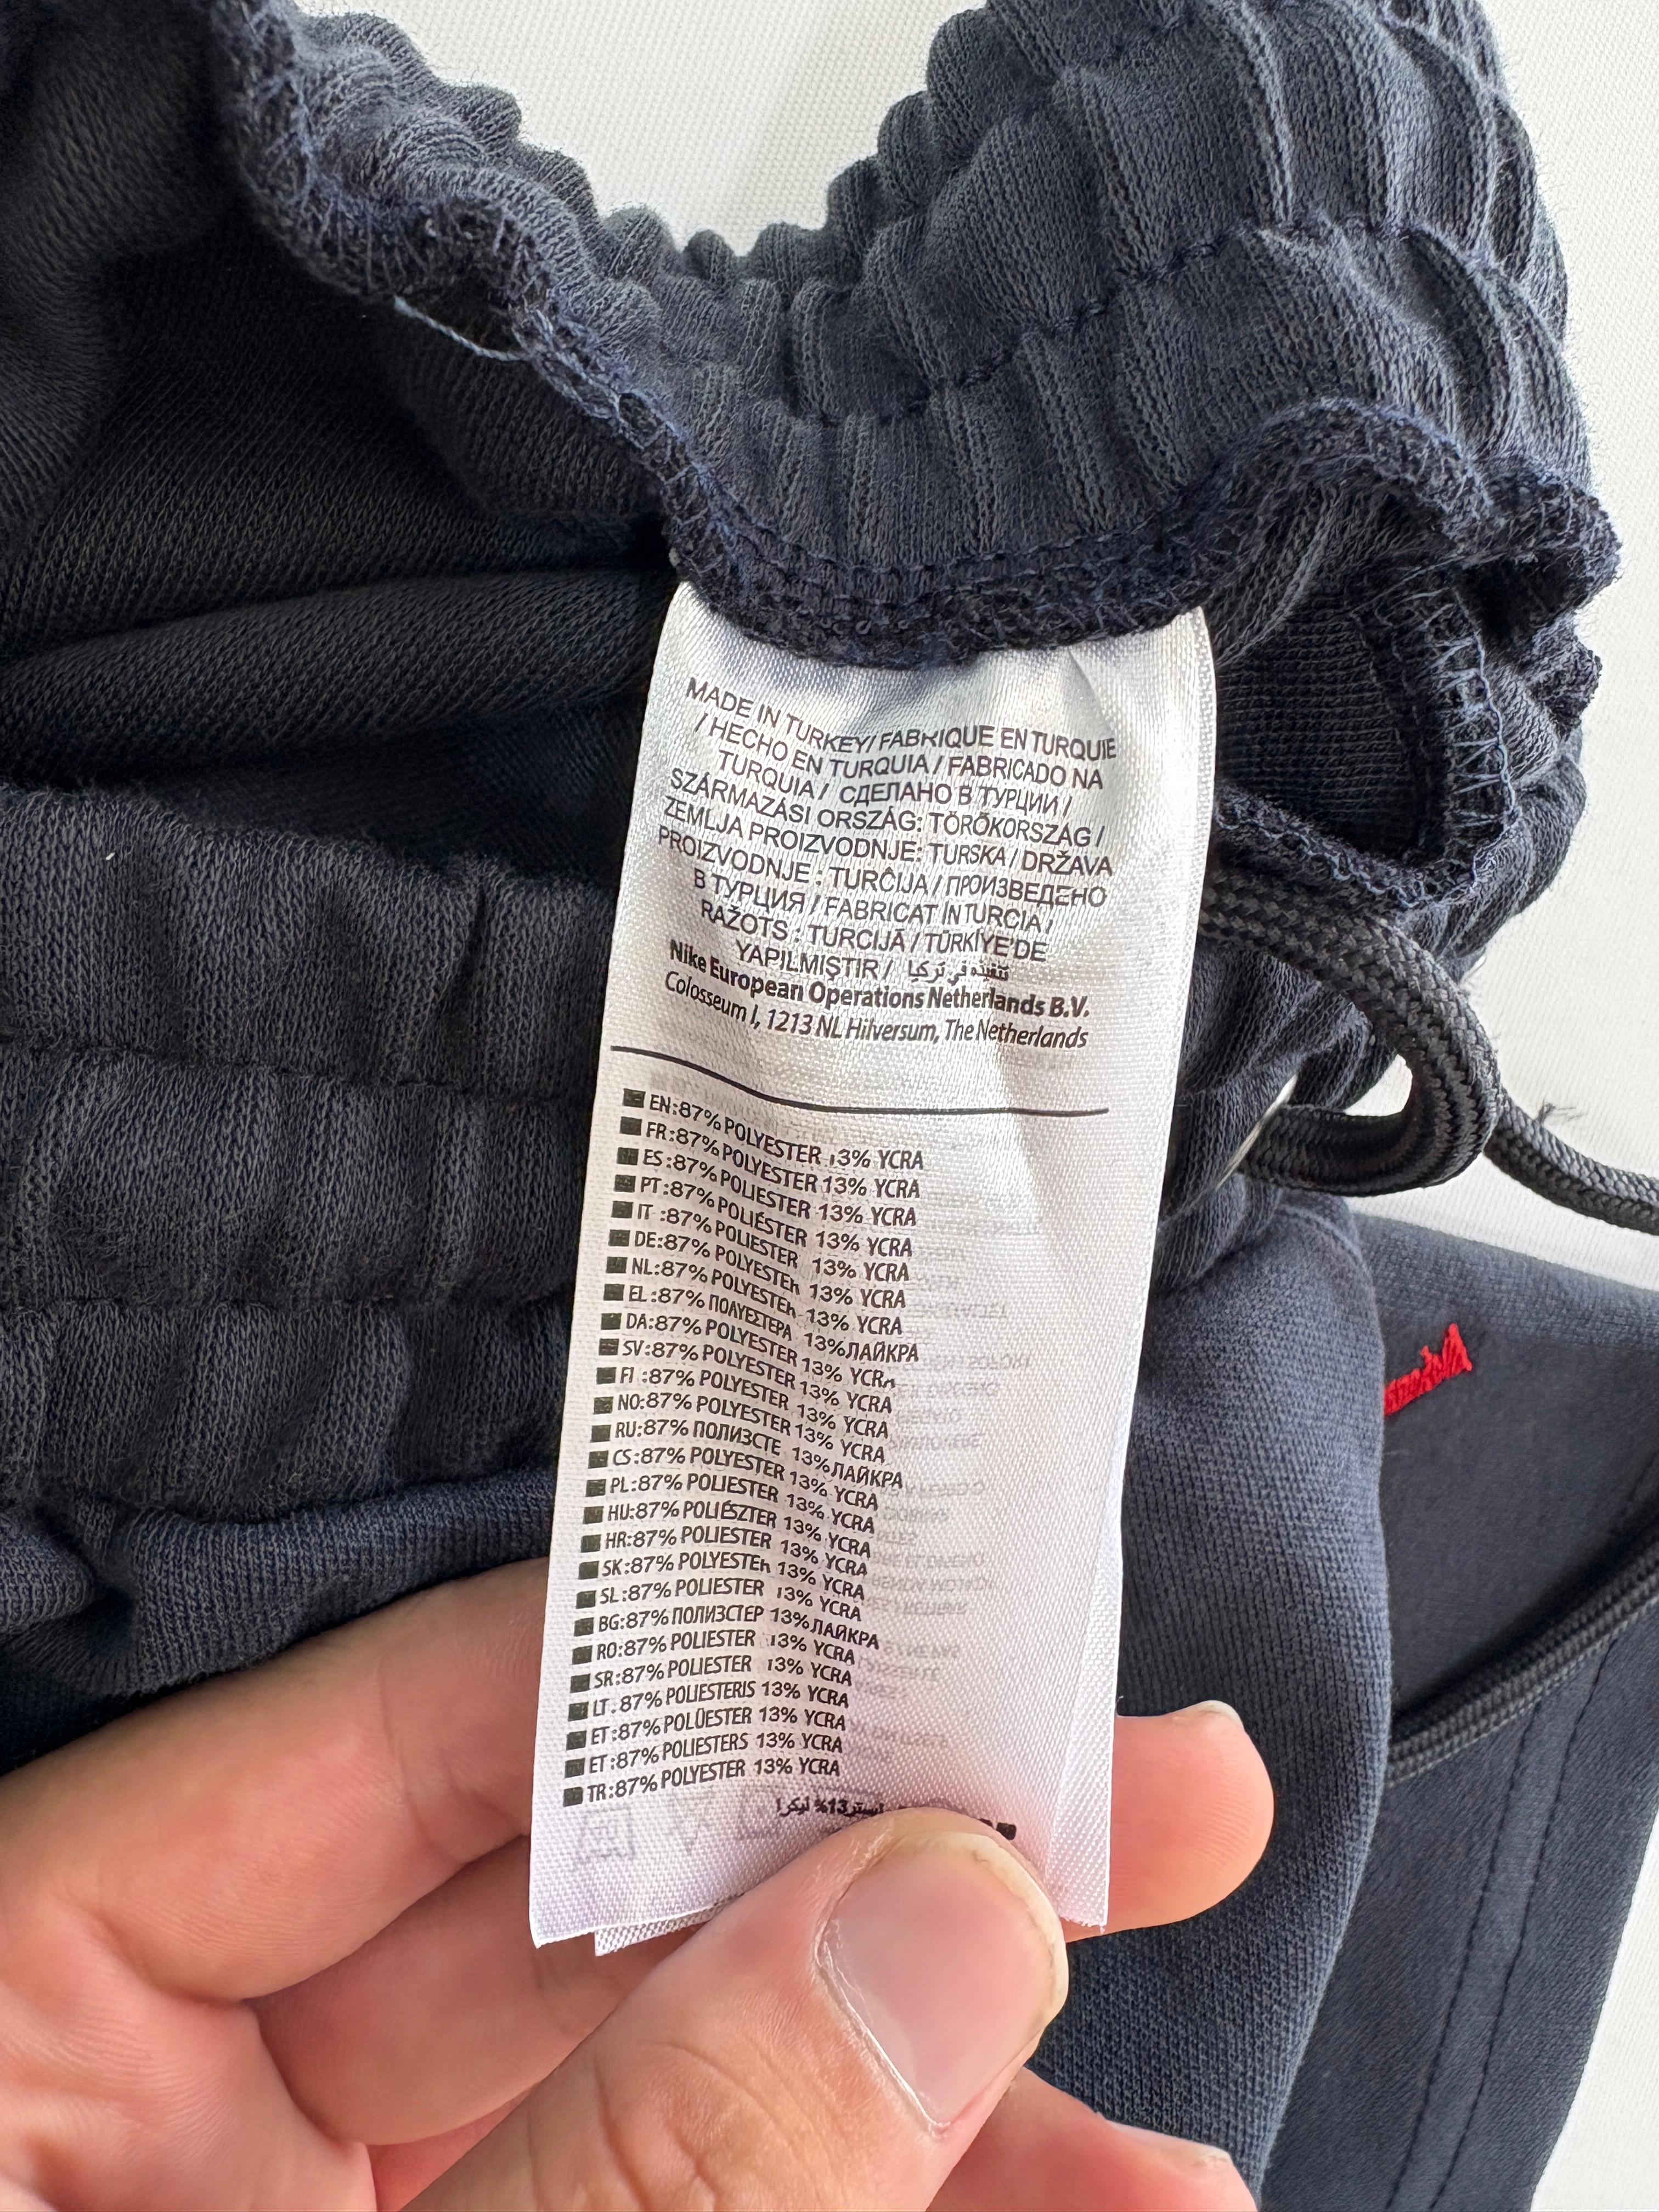 MADE IN TURKEY/ FABRIQUE EN TURQUIE
/ HECHO EN TURQUIA / FABRICADO NA
TURQUIA / СДЕЛАНО В ТУРЦИИ /
SZÁRMAZÁSI ORSZÁG: TÖRÖKORSZÁG /
ZEMLJA PROIZVODNJE: TURSKA / DRŽAVA
PROIZVODNJE : TURČIJA / ПРОИЗВЕДЕНО
В ТУРЦИЯ / FABRICAT IN TURCIA /
RAŽOTS : TURCIJĀ / TÜRKİYE'DE
YAPILMIŞTIR / تنفيذه في تركيا
Nike European Operations Netherlands B.V.
Colosseum I, 1213 NL Hilversum, The Netherlands
EN:87% POLYESTER 13% YCRA
FR:87% POLYESTER 13% YCRA
ES:87% POLIESTER 13% YCRA
PT:87% POLIÉSTER 13% YCRA
IT :87% POLIESTER 13% YCRA
DE:87% POLYESTER 13% YCRA
NL:87% POLYESTER 13% YCRA
EL :87% ΠΟΛΥΕΣΤΕΡΑ 13%ЛАЙКРА
DA:87% POLYESTER 13% YCRA
SV:87% POLYESTER 13% YCRA
FI :87% POLYESTER 13% YCRA
NO:87% POLYESTER 13% YCRA
RU:87% ПОЛИЗСТЕ 13%ЛАЙКРА
CS:87% POLYESTER 13% YCRA
PL:87% POLIESTER 13% YCRA
HU:87% POLIÉSZTER 13% YCRA
HR:87% POLIESTER 13% YCRA
SK:87% POLYESTER 13% YCRA
SL:87% POLIESTER 13% YCRA
BG:87% ПОЛИЗСТЕР 13%ЛАЙКРА
RO:87% POLIESTER 13% YCRA
SR:87% POLIESTER 13% YCRA
LT.87% POLIESTERIS 13% YCRA
ET:87% POLÜESTER 13% YCRA
ET:87% POLIESTERS 13% YCRA
TR:87% POLYESTER 13% YCRA
13% ليكرا